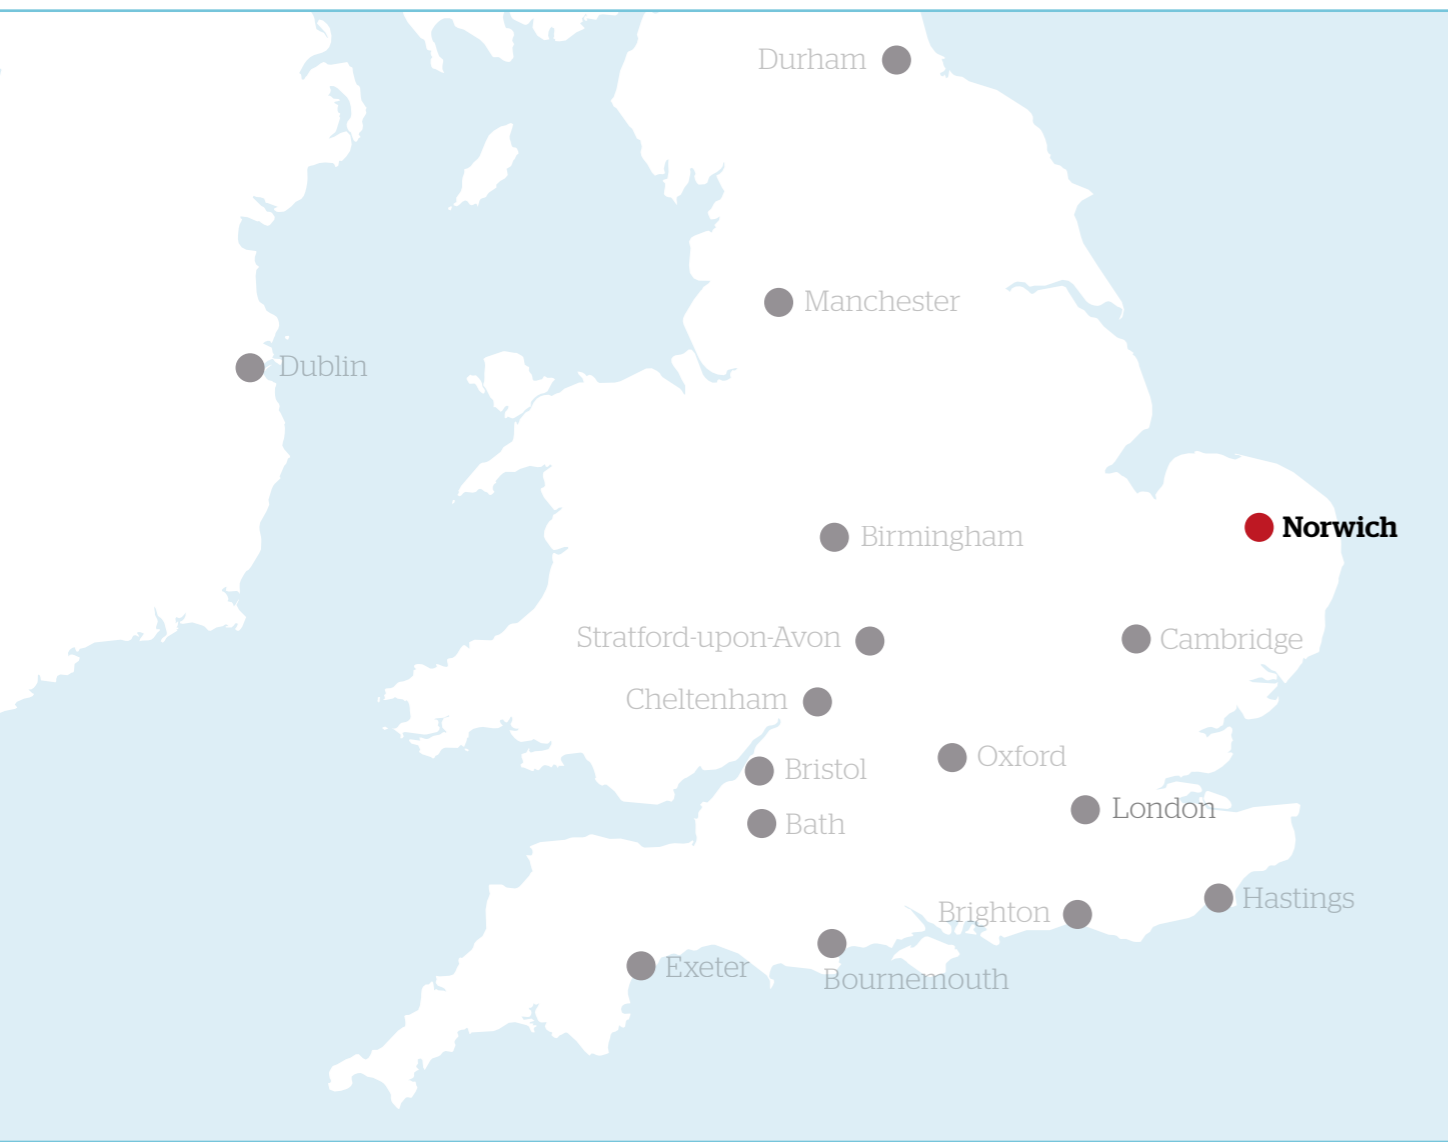 Durham
Manchester
Dublin
Norwich
Birmingham
Stratford-upon-Avon
Cambridge
Cheltenham
Oxford
Bristol
London
Bath
Hastings
Brighton
Exeter
Bournemouth